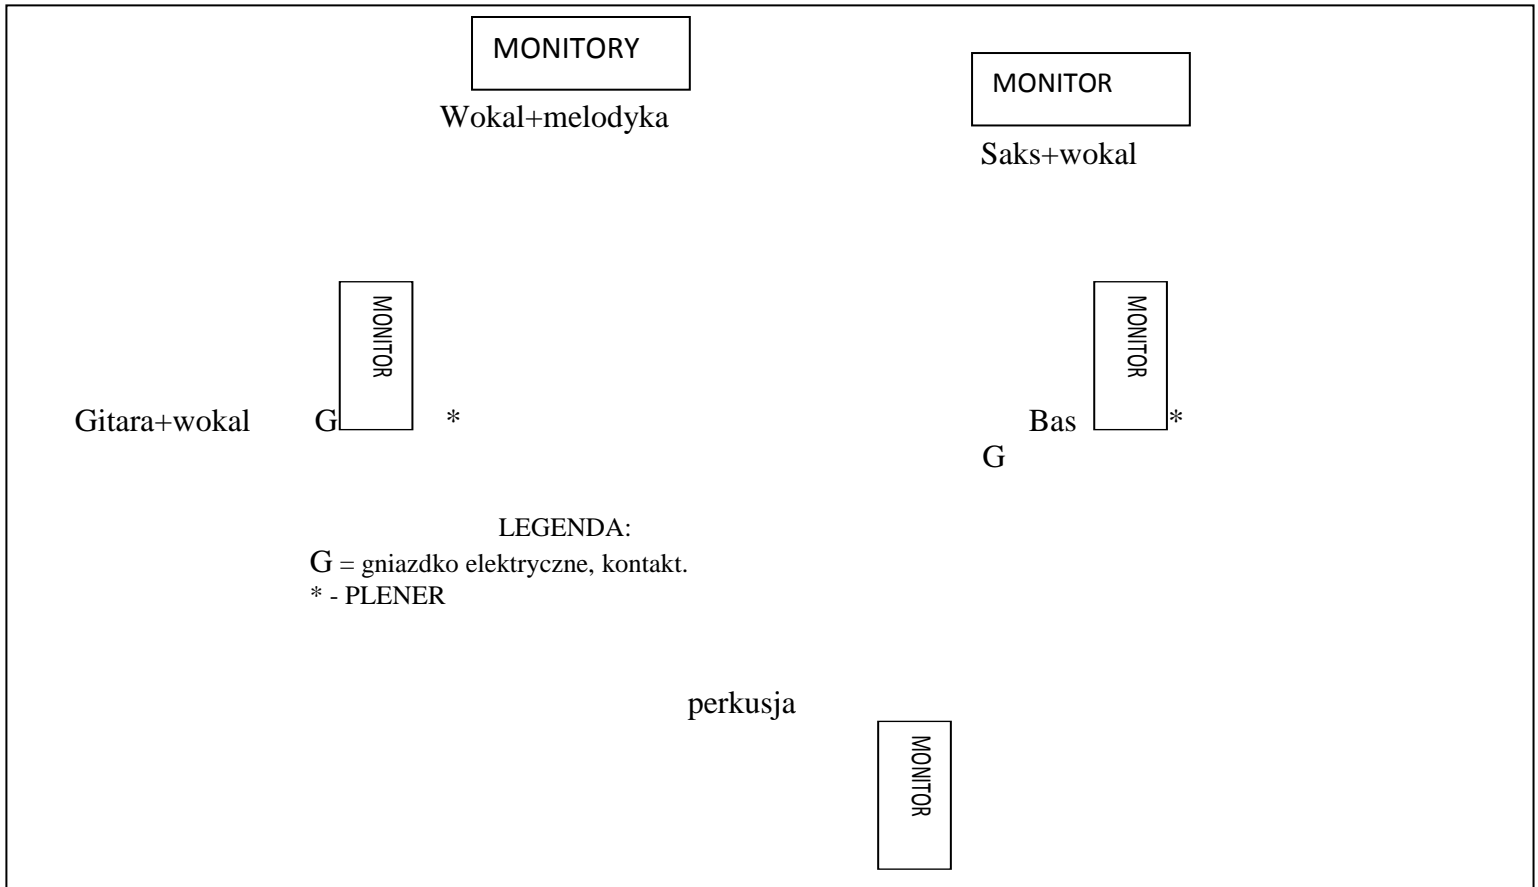 MONITORY
MONITOR
Wokal+melodyka
Saks+wokal
MONITOR
MONITOR
Gitara+wokal G * Bas *
G
LEGENDA:
G = gniazdko elektryczne, kontakt.
* - PLENER
perkusja
MONITOR